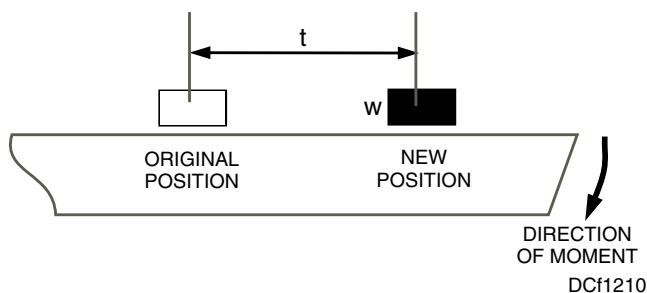 t
w
ORIGINAL
POSITION
NEW
POSITION
DIRECTION
OF MOMENT
DCf1210